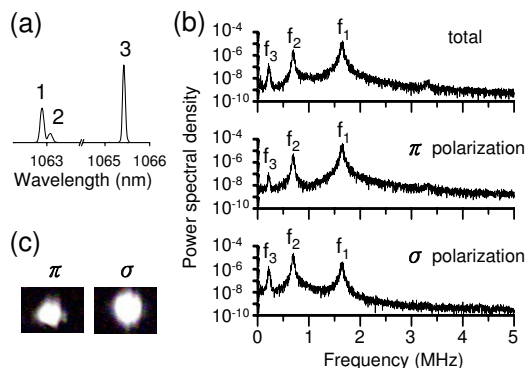 (a)
3
1
2
1063 1065 1066
Wavelength (nm)
(b)
Power spectral density
10⁻⁴
10⁻⁶
10⁻⁸
10⁻¹⁰
f₃ f₂ f₁ total
10⁻⁴
10⁻⁶
10⁻⁸
10⁻¹⁰
f₃ f₂ f₁ π polarization
10⁻⁴
10⁻⁶
10⁻⁸
10⁻¹⁰
f₃ f₂ f₁ σ polarization
0 1 2 3 4 5
Frequency (MHz)
(c)
π σ